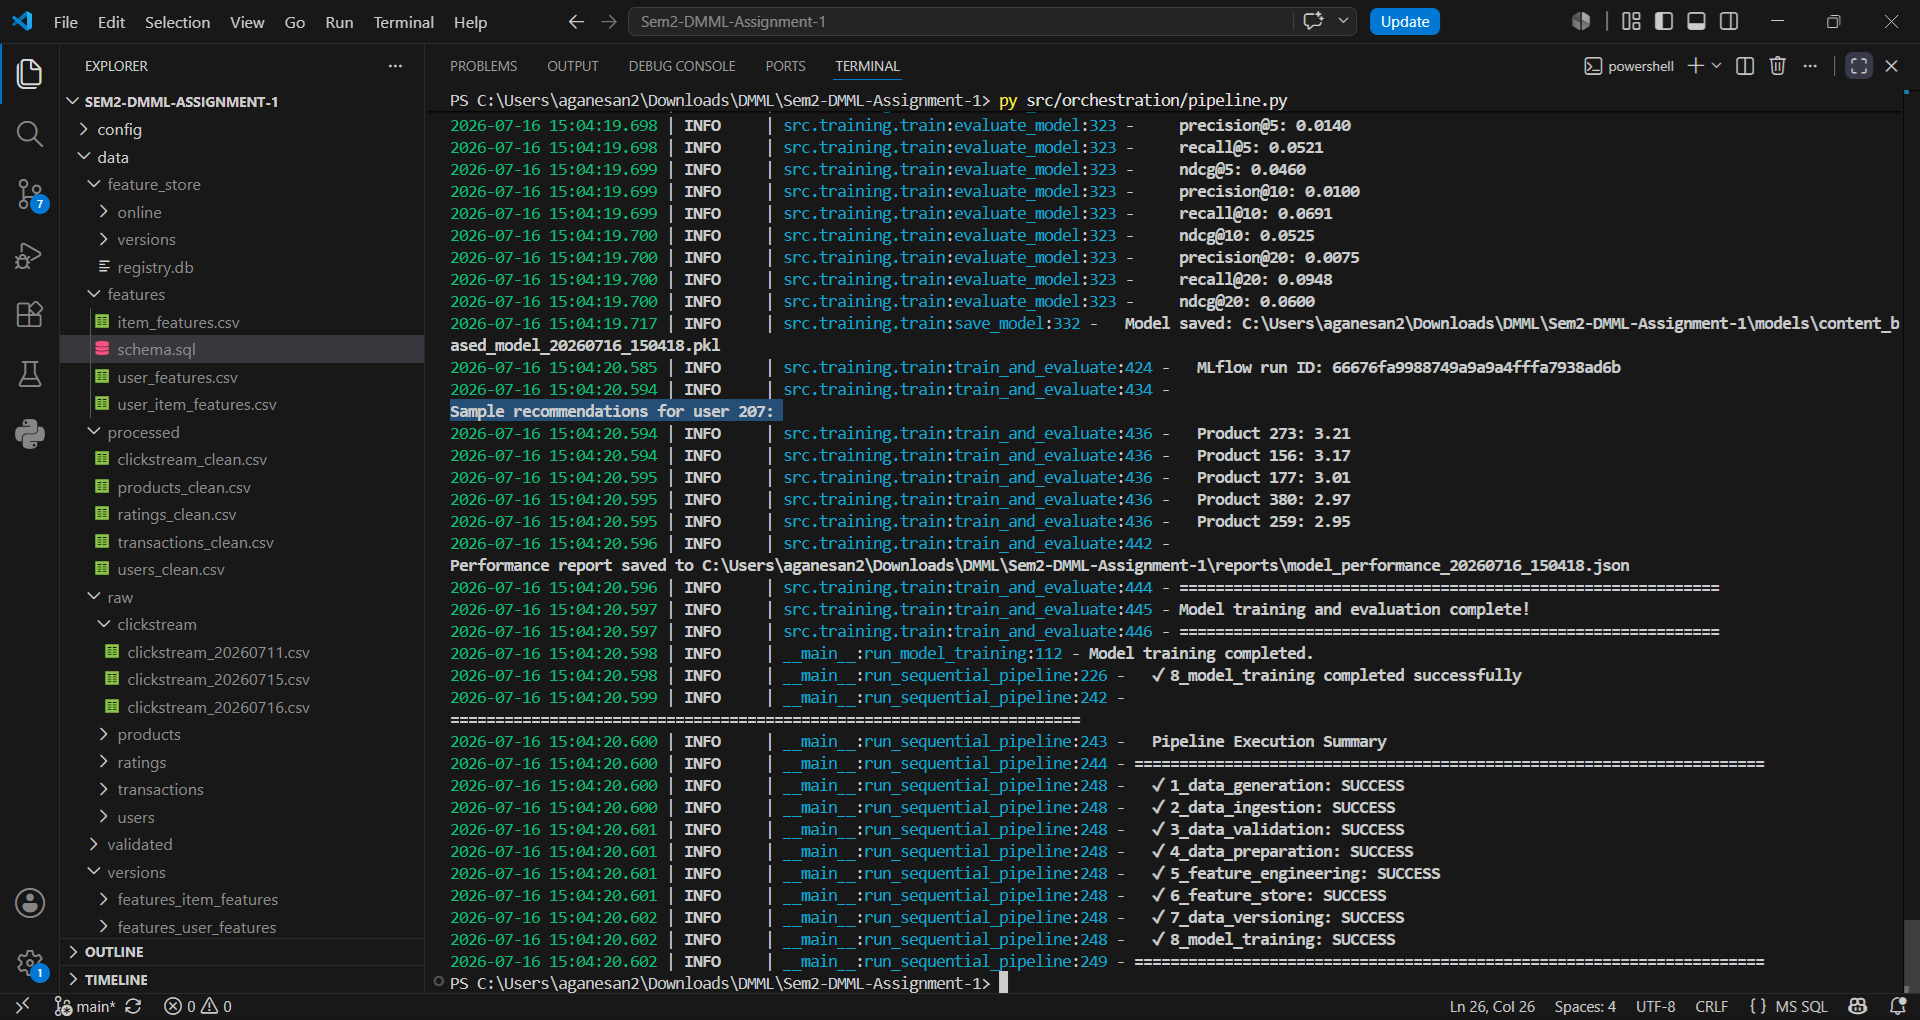 File Edit Selection View Go Run Terminal Help
Sem2-DMML-Assignment-1
Update
EXPLORER
SEM2-DMML-ASSIGNMENT-1
config
data
feature_store
online
versions
registry.db
features
item_features.csv
schema.sql
user_features.csv
user_item_features.csv
processed
clickstream_clean.csv
products_clean.csv
ratings_clean.csv
transactions_clean.csv
users_clean.csv
raw
clickstream
clickstream_20260711.csv
clickstream_20260715.csv
clickstream_20260716.csv
products
ratings
transactions
users
validated
versions
features_item_features
features_user_features
OUTLINE
TIMELINE
7
1
PROBLEMS OUTPUT DEBUG CONSOLE PORTS TERMINAL
powershell
PS C:\Users\aganesan2\Downloads\DMML\Sem2-DMML-Assignment-1> py src/orchestration/pipeline.py
2026-07-16 15:04:19.698 | INFO     | src.training.train:evaluate_model:323 -     precision@5: 0.0140
2026-07-16 15:04:19.698 | INFO     | src.training.train:evaluate_model:323 -     recall@5: 0.0521
2026-07-16 15:04:19.699 | INFO     | src.training.train:evaluate_model:323 -     ndcg@5: 0.0460
2026-07-16 15:04:19.699 | INFO     | src.training.train:evaluate_model:323 -     precision@10: 0.0100
2026-07-16 15:04:19.699 | INFO     | src.training.train:evaluate_model:323 -     recall@10: 0.0691
2026-07-16 15:04:19.700 | INFO     | src.training.train:evaluate_model:323 -     ndcg@10: 0.0525
2026-07-16 15:04:19.700 | INFO     | src.training.train:evaluate_model:323 -     precision@20: 0.0075
2026-07-16 15:04:19.700 | INFO     | src.training.train:evaluate_model:323 -     recall@20: 0.0948
2026-07-16 15:04:19.700 | INFO     | src.training.train:evaluate_model:323 -     ndcg@20: 0.0600
2026-07-16 15:04:19.717 | INFO     | src.training.train:save_model:332 -   Model saved: C:\Users\aganesan2\Downloads\DMML\Sem2-DMML-Assignment-1\models\content_b
ased_model_20260716_150418.pkl
2026-07-16 15:04:20.585 | INFO     | src.training.train:train_and_evaluate:424 -   MLflow run ID: 66676fa9988749a9a9a4fffa7938ad6b
2026-07-16 15:04:20.594 | INFO     | src.training.train:train_and_evaluate:434 -
Sample recommendations for user 207:
2026-07-16 15:04:20.594 | INFO     | src.training.train:train_and_evaluate:436 -   Product 273: 3.21
2026-07-16 15:04:20.594 | INFO     | src.training.train:train_and_evaluate:436 -   Product 156: 3.17
2026-07-16 15:04:20.595 | INFO     | src.training.train:train_and_evaluate:436 -   Product 177: 3.01
2026-07-16 15:04:20.595 | INFO     | src.training.train:train_and_evaluate:436 -   Product 380: 2.97
2026-07-16 15:04:20.595 | INFO     | src.training.train:train_and_evaluate:436 -   Product 259: 2.95
2026-07-16 15:04:20.596 | INFO     | src.training.train:train_and_evaluate:442 -
Performance report saved to C:\Users\aganesan2\Downloads\DMML\Sem2-DMML-Assignment-1\reports\model_performance_20260716_150418.json
2026-07-16 15:04:20.596 | INFO     | src.training.train:train_and_evaluate:444 - ============================================================
2026-07-16 15:04:20.597 | INFO     | src.training.train:train_and_evaluate:445 - Model training and evaluation complete!
2026-07-16 15:04:20.597 | INFO     | src.training.train:train_and_evaluate:446 - ============================================================
2026-07-16 15:04:20.598 | INFO     | __main__:run_model_training:112 - Model training completed.
2026-07-16 15:04:20.598 | INFO     | __main__:run_sequential_pipeline:226 -   ✓ 8_model_training completed successfully
2026-07-16 15:04:20.599 | INFO     | __main__:run_sequential_pipeline:242 -
======================================================================
2026-07-16 15:04:20.600 | INFO     | __main__:run_sequential_pipeline:243 -   Pipeline Execution Summary
2026-07-16 15:04:20.600 | INFO     | __main__:run_sequential_pipeline:244 - ======================================================================
2026-07-16 15:04:20.600 | INFO     | __main__:run_sequential_pipeline:248 -   ✓ 1_data_generation: SUCCESS
2026-07-16 15:04:20.600 | INFO     | __main__:run_sequential_pipeline:248 -   ✓ 2_data_ingestion: SUCCESS
2026-07-16 15:04:20.601 | INFO     | __main__:run_sequential_pipeline:248 -   ✓ 3_data_validation: SUCCESS
2026-07-16 15:04:20.601 | INFO     | __main__:run_sequential_pipeline:248 -   ✓ 4_data_preparation: SUCCESS
2026-07-16 15:04:20.601 | INFO     | __main__:run_sequential_pipeline:248 -   ✓ 5_feature_engineering: SUCCESS
2026-07-16 15:04:20.601 | INFO     | __main__:run_sequential_pipeline:248 -   ✓ 6_feature_store: SUCCESS
2026-07-16 15:04:20.602 | INFO     | __main__:run_sequential_pipeline:248 -   ✓ 7_data_versioning: SUCCESS
2026-07-16 15:04:20.602 | INFO     | __main__:run_sequential_pipeline:248 -   ✓ 8_model_training: SUCCESS
2026-07-16 15:04:20.602 | INFO     | __main__:run_sequential_pipeline:249 - ======================================================================
PS C:\Users\aganesan2\Downloads\DMML\Sem2-DMML-Assignment-1>
main* 0 0 Ln 26, Col 26 Spaces: 4 UTF-8 CRLF { } MS SQL